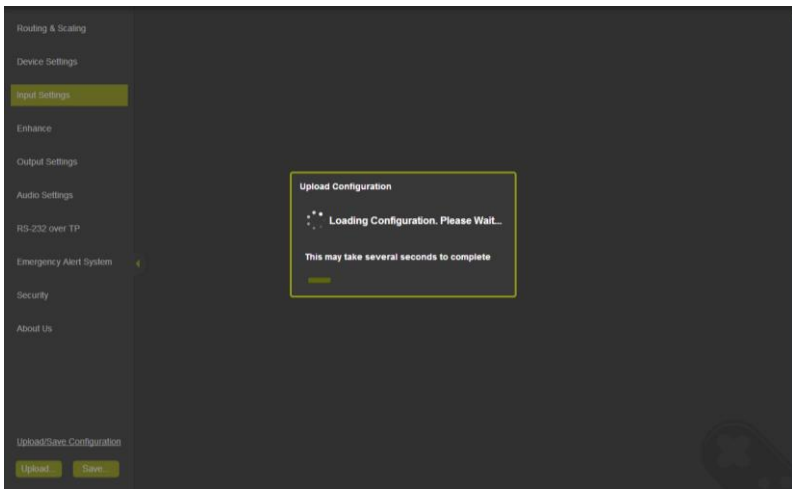 Routing & Scaling
Device Settings
Input Settings
Enhance
Output Settings
Audio Settings
RS-232 over TP
Emergency Alert System
Security
About Us
Upload/Save Configuration
Upload...
Save...
Upload Configuration
Loading Configuration. Please Wait...
This may take several seconds to complete